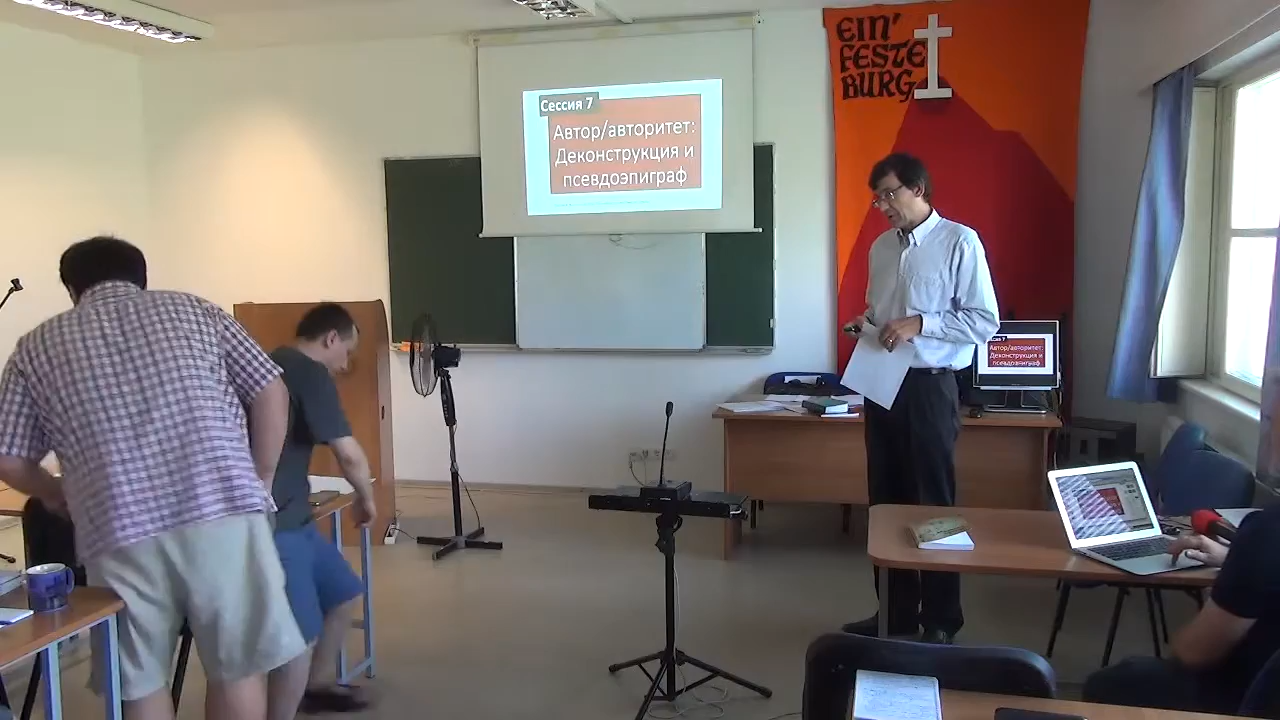 Сессия 7
Автор/авторитет:
Деконструкция и
псевдоэпиграф
EIN'
FESTE
BURG
Автор/авторитет:
Деконструкция и
псевдоэпиграф